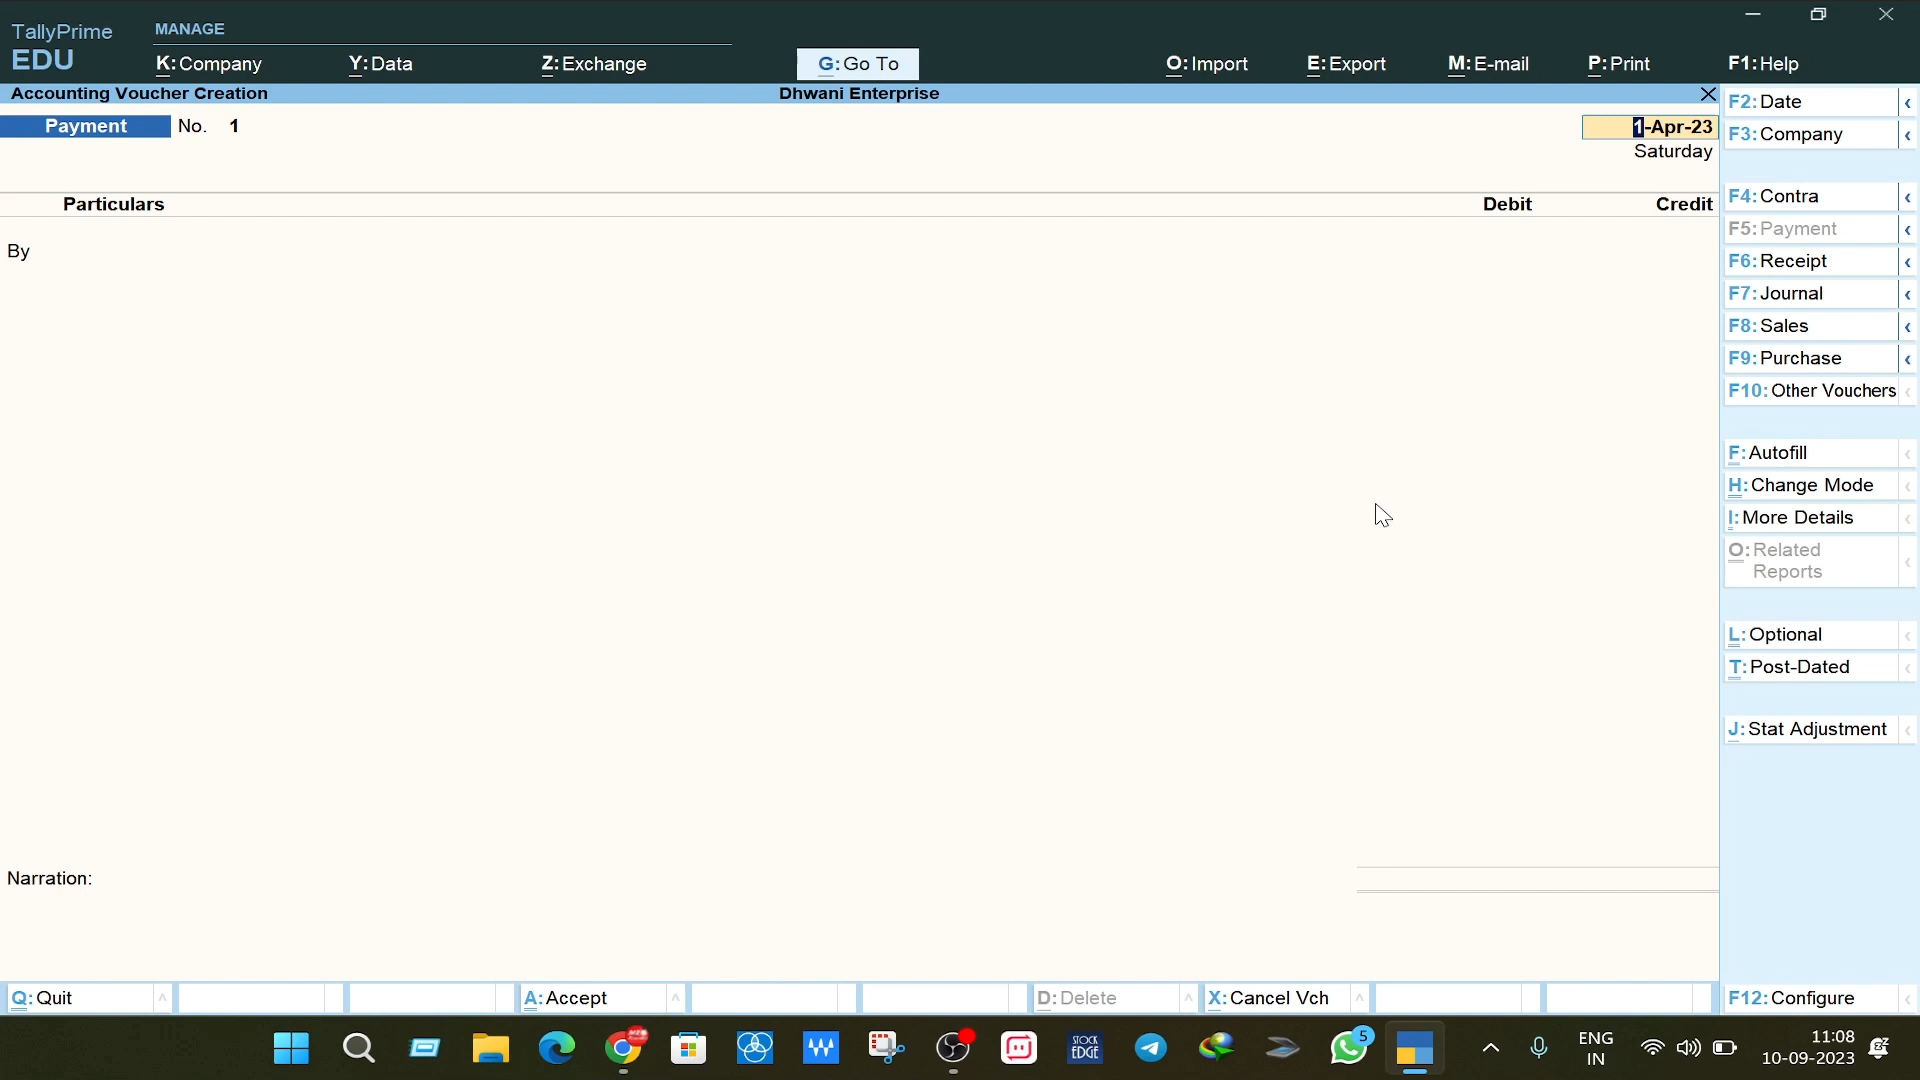 TallyPrime
EDU
MANAGE
K:Company
Y:Data
Z:Exchange
G:Go To
O:Import
E:Export
M:E-mail
P:Print
F1:Help
Accounting Voucher Creation
Dhwani Enterprise
Payment No. 1
1-Apr-23
Saturday
Particulars
Debit
Credit
By
Narration:
F2:Date
F3:Company
F4:Contra
F5:Payment
F6:Receipt
F7:Journal
F8:Sales
F9:Purchase
F10:Other Vouchers
F:Autofill
H:Change Mode
I:More Details
O:Related
Reports
L:Optional
T:Post-Dated
J:Stat Adjustment
Q:Quit
A:Accept
D:Delete
X:Cancel Vch
F12:Configure
STOCK
EDGE
5
ENG
IN
11:08
10-09-2023